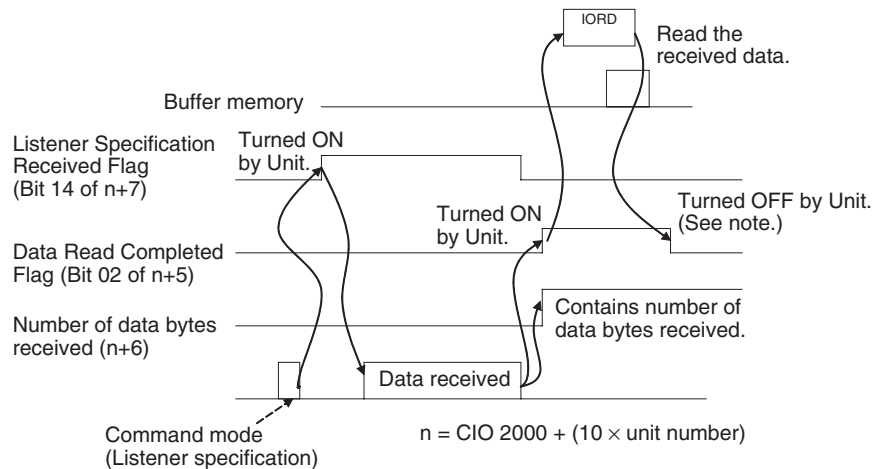 IORD
Read the
received data.
Buffer memory
Listener Specification
Received Flag
(Bit 14 of n+7)
Turned ON
by Unit.
Turned ON
by Unit.
Turned OFF by Unit.
(See note.)
Data Read Completed
Flag (Bit 02 of n+5)
Contains number of
data bytes received.
Number of data bytes
received (n+6)
Data received
Command mode
(Listener specification)
n = CIO 2000 + (10 × unit number)